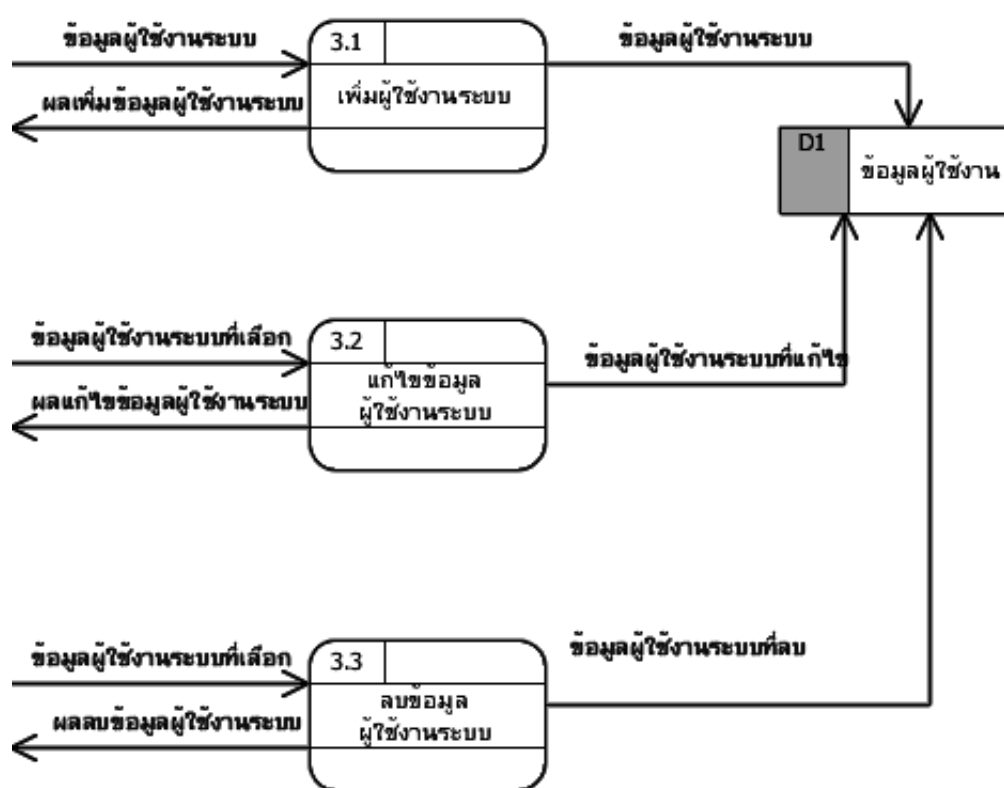 ข้อมูลผู้ใช้งานระบบ
3.1
ข้อมูลผู้ใช้งานระบบ
ผลเพิ่มข้อมูลผู้ใช้งานระบบ
เพิ่มผู้ใช้งานระบบ
D1
ข้อมูลผู้ใช้งาน
ข้อมูลผู้ใช้งานระบบที่เลือก
3.2
ข้อมูลผู้ใช้งานระบบที่แก้ไข
ผลแก้ไขข้อมูลผู้ใช้งานระบบ
แก้ไขข้อมูล
ผู้ใช้งานระบบ
ข้อมูลผู้ใช้งานระบบที่เลือก
3.3
ข้อมูลผู้ใช้งานระบบที่ลบ
ผลลบข้อมูลผู้ใช้งานระบบ
ลบข้อมูล
ผู้ใช้งานระบบ